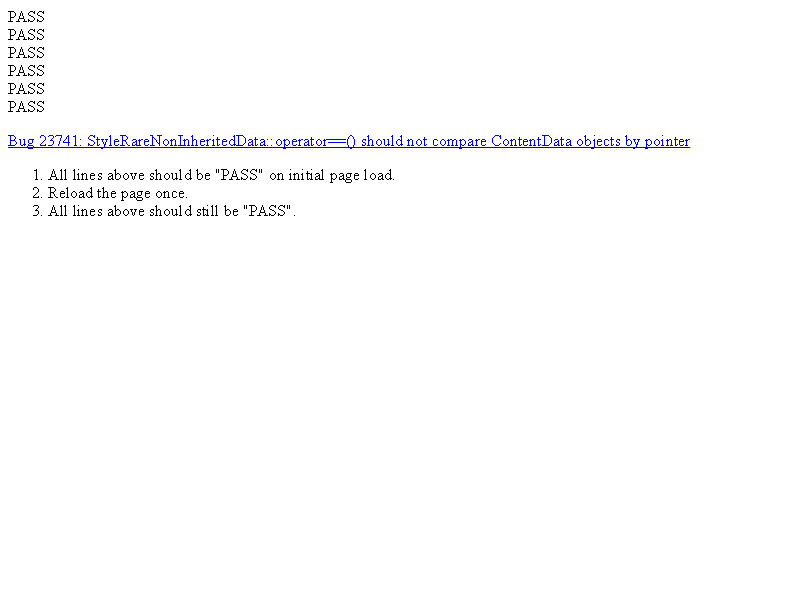 PASS
PASS
PASS
PASS
PASS
PASS
Bug 23741: StyleRareNonInheritedData::operator==() should not compare ContentData objects by pointer
1. All lines above should be "PASS" on initial page load.
2. Reload the page once.
3. All lines above should still be "PASS".